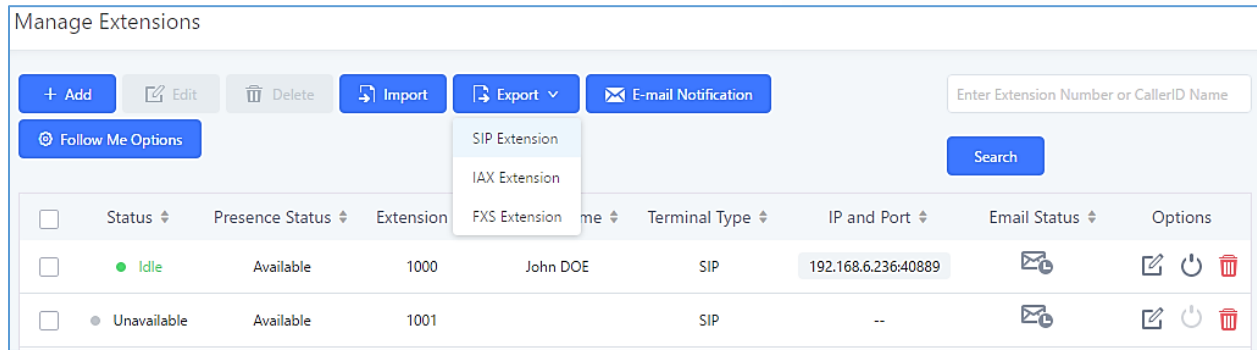 Manage Extensions
+ Add Edit Delete Import Export E-mail Notification Enter Extension Number or CallerID Name
Follow Me Options SIP Extension Search
IAX Extension
Status Presence Status Extension FXS Extension me Terminal Type IP and Port Email Status Options
Idle Available 1000 John DOE SIP 192.168.6.236:40889
Unavailable Available 1001 SIP --